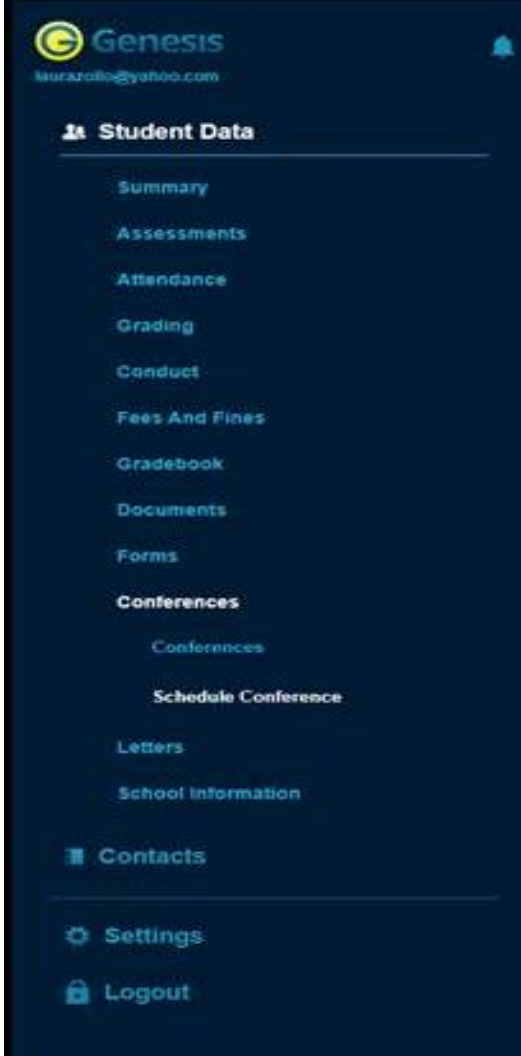 Genesis
laurazollo@yahoo.com
Student Data
Summary
Assessments
Attendance
Grading
Conduct
Fees And Fines
Gradebook
Documents
Forms
Conferences
Conferences
Schedule Conference
Letters
School Information
Contacts
Settings
Logout